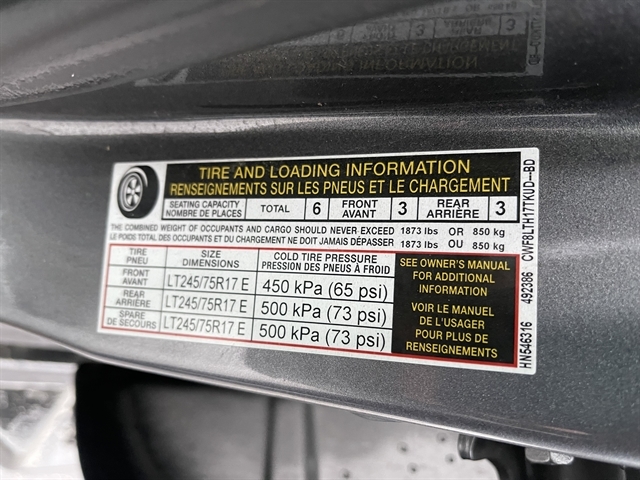 TIRE AND LOADING INFORMATION
RENSEIGNEMENTS SUR LES PNEUS ET LE CHARGEMENT
SEATING CAPACITY
NOMBRE DE PLACES
TOTAL 6 FRONT AVANT 3 REAR ARRIÈRE 3
THE COMBINED WEIGHT OF OCCUPANTS AND CARGO SHOULD NEVER EXCEED 1873 lbs OR 850 kg
LE POIDS TOTAL DES OCCUPANTS ET DU CHARGEMENT NE DOIT JAMAIS DÉPASSER 1873 lbs OU 850 kg
TIRE PNEU SIZE DIMENSIONS COLD TIRE PRESSURE PRESSION DES PNEUS À FROID
FRONT AVANT LT245/75R17 E 450 kPa (65 psi)
REAR ARRIÈRE LT245/75R17 E 500 kPa (73 psi)
SPARE DE SECOURS LT245/75R17 E 500 kPa (73 psi)
SEE OWNER'S MANUAL
FOR ADDITIONAL
INFORMATION
VOIR LE MANUEL
DE L'USAGER
POUR PLUS DE
RENSEIGNEMENTS
HN546316 492386 CWF8LTH17TKUD--BD